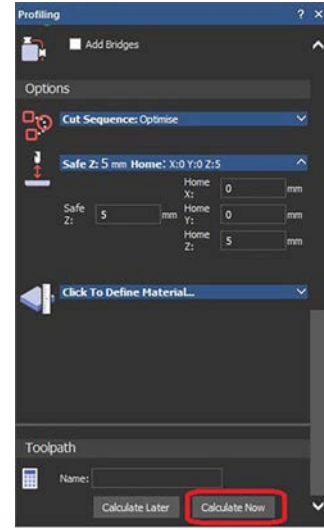 Profiling ? ×
Add Bridges
Options
Cut Sequence: Optimise
Safe Z: 5 mm Home: X:0 Y:0 Z:5
Home X: 0 mm
Safe Z: 5 mm Home Y: 0 mm
Home Z: 5 mm
Click To Define Material...
Toolpath
Name:
Calculate Later Calculate Now